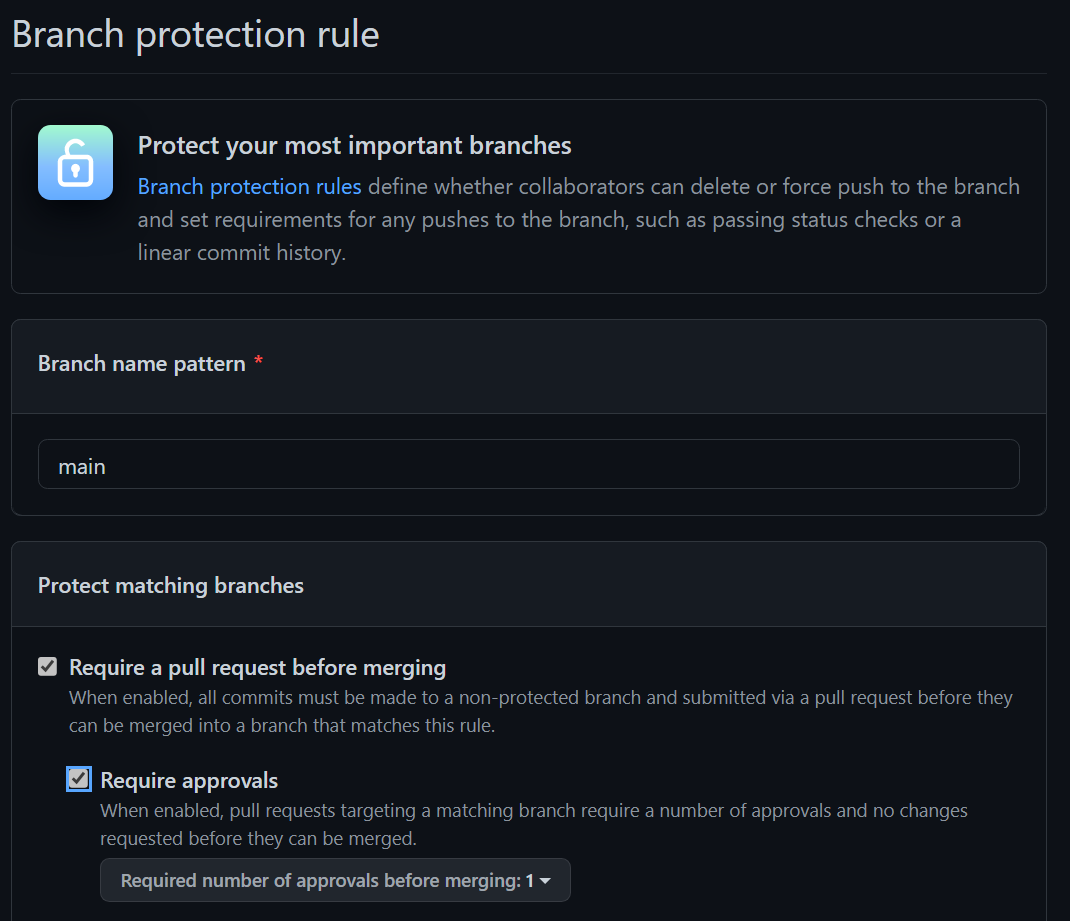 Branch protection rule
Protect your most important branches
Branch protection rules define whether collaborators can delete or force push to the branch
and set requirements for any pushes to the branch, such as passing status checks or a
linear commit history.
Branch name pattern *
main
Protect matching branches
Require a pull request before merging
When enabled, all commits must be made to a non-protected branch and submitted via a pull request before they
can be merged into a branch that matches this rule.
Require approvals
When enabled, pull requests targeting a matching branch require a number of approvals and no changes
requested before they can be merged.
Required number of approvals before merging: 1